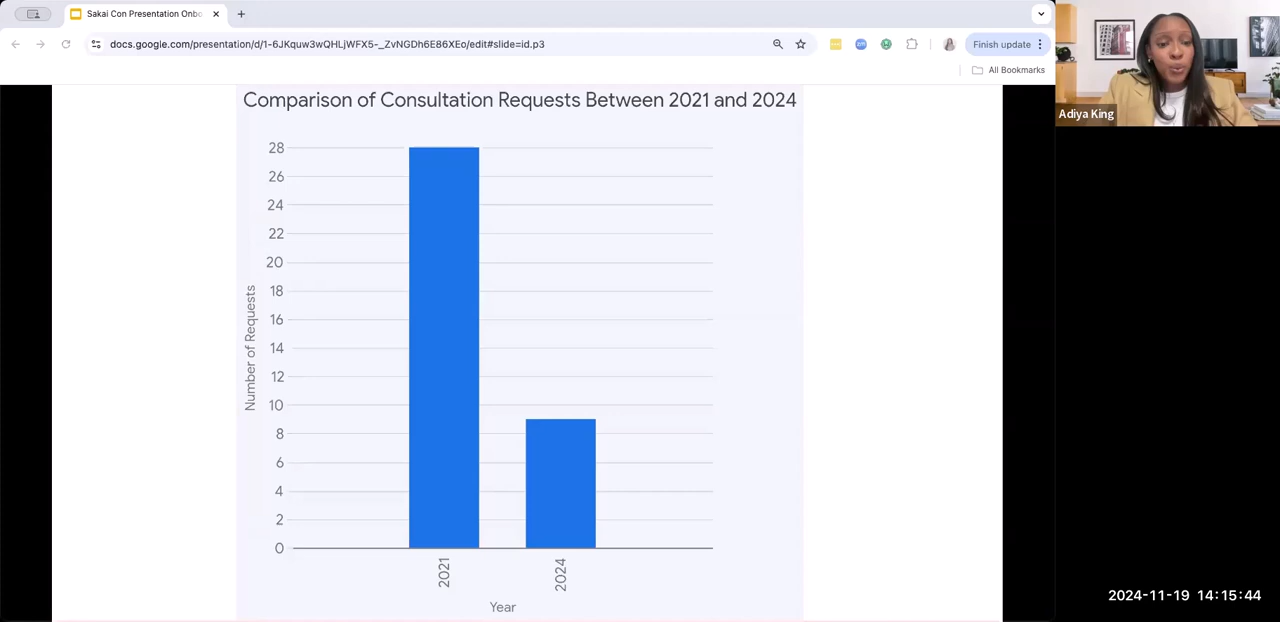 Sakai Con Presentation Onbo
docs.google.com/presentation/d/1-6JKquw3wQHLjWFX5-_ZvNGDh6E86XEo/edit#slide=id.p3
Finish update
All Bookmarks
Adiya King
Comparison of Consultation Requests Between 2021 and 2024
Number of Requests
28
26
24
22
20
18
16
14
12
10
8
6
4
2
0
2021
2024
Year
2024-11-19 14:15:44